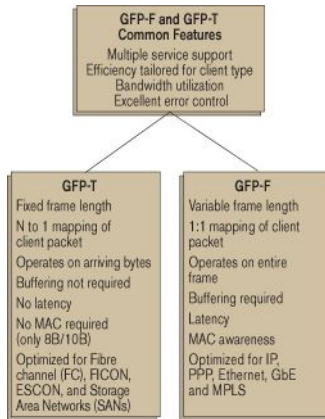 GFP-F and GFP-T
Common Features
Multiple service support
Efficiency tailored for client type
Bandwidth utilization
Excellent error control
GFP-T
Fixed frame length
N to 1 mapping of
client packet
Operates on arriving bytes
Buffering not required
No latency
No MAC required
(only 8B/10B)
Optimized for Fibre
channel (FC), FICON,
ESCON, and Storage
Area Networks (SANs)
GFP-F
Variable frame length
1:1 mapping of client
packet
Operates on entire
frame
Buffering required
Latency
MAC awareness
Optimized for IP,
PPP, Ethernet, GbE
and MPLS